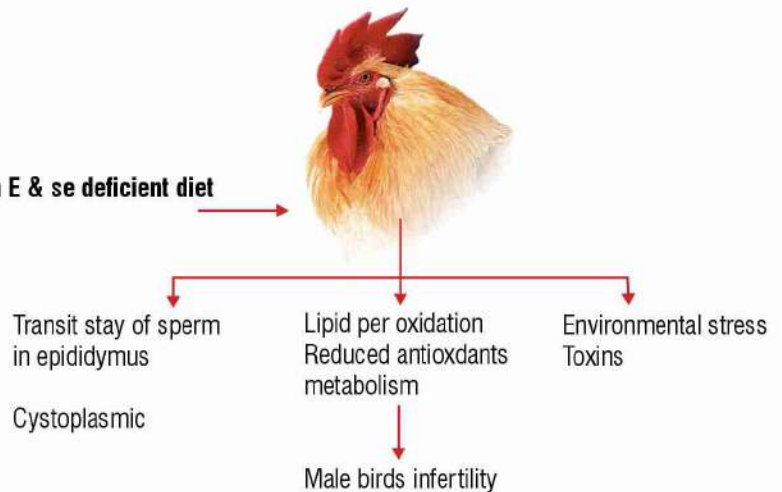 E & se deficient diet
Transit stay of sperm
in epididymus
Cystoplasmic
Lipid per oxidation
Reduced antioxdants
metabolism
Male birds infertility
Environmental stress
Toxins